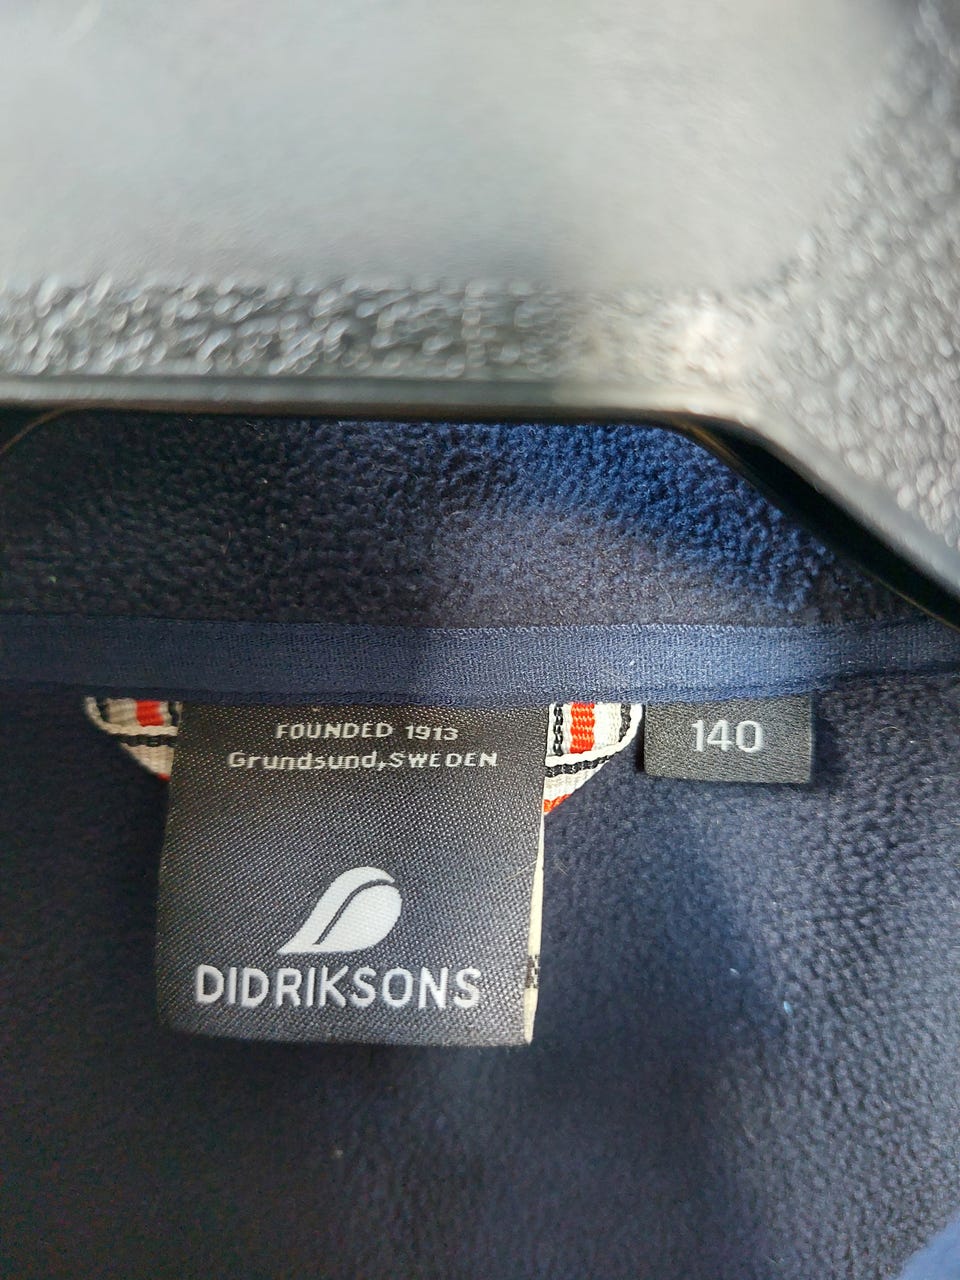 FOUNDED 1913
Grundsund,SWEDEN
140
DIDRIKSONS